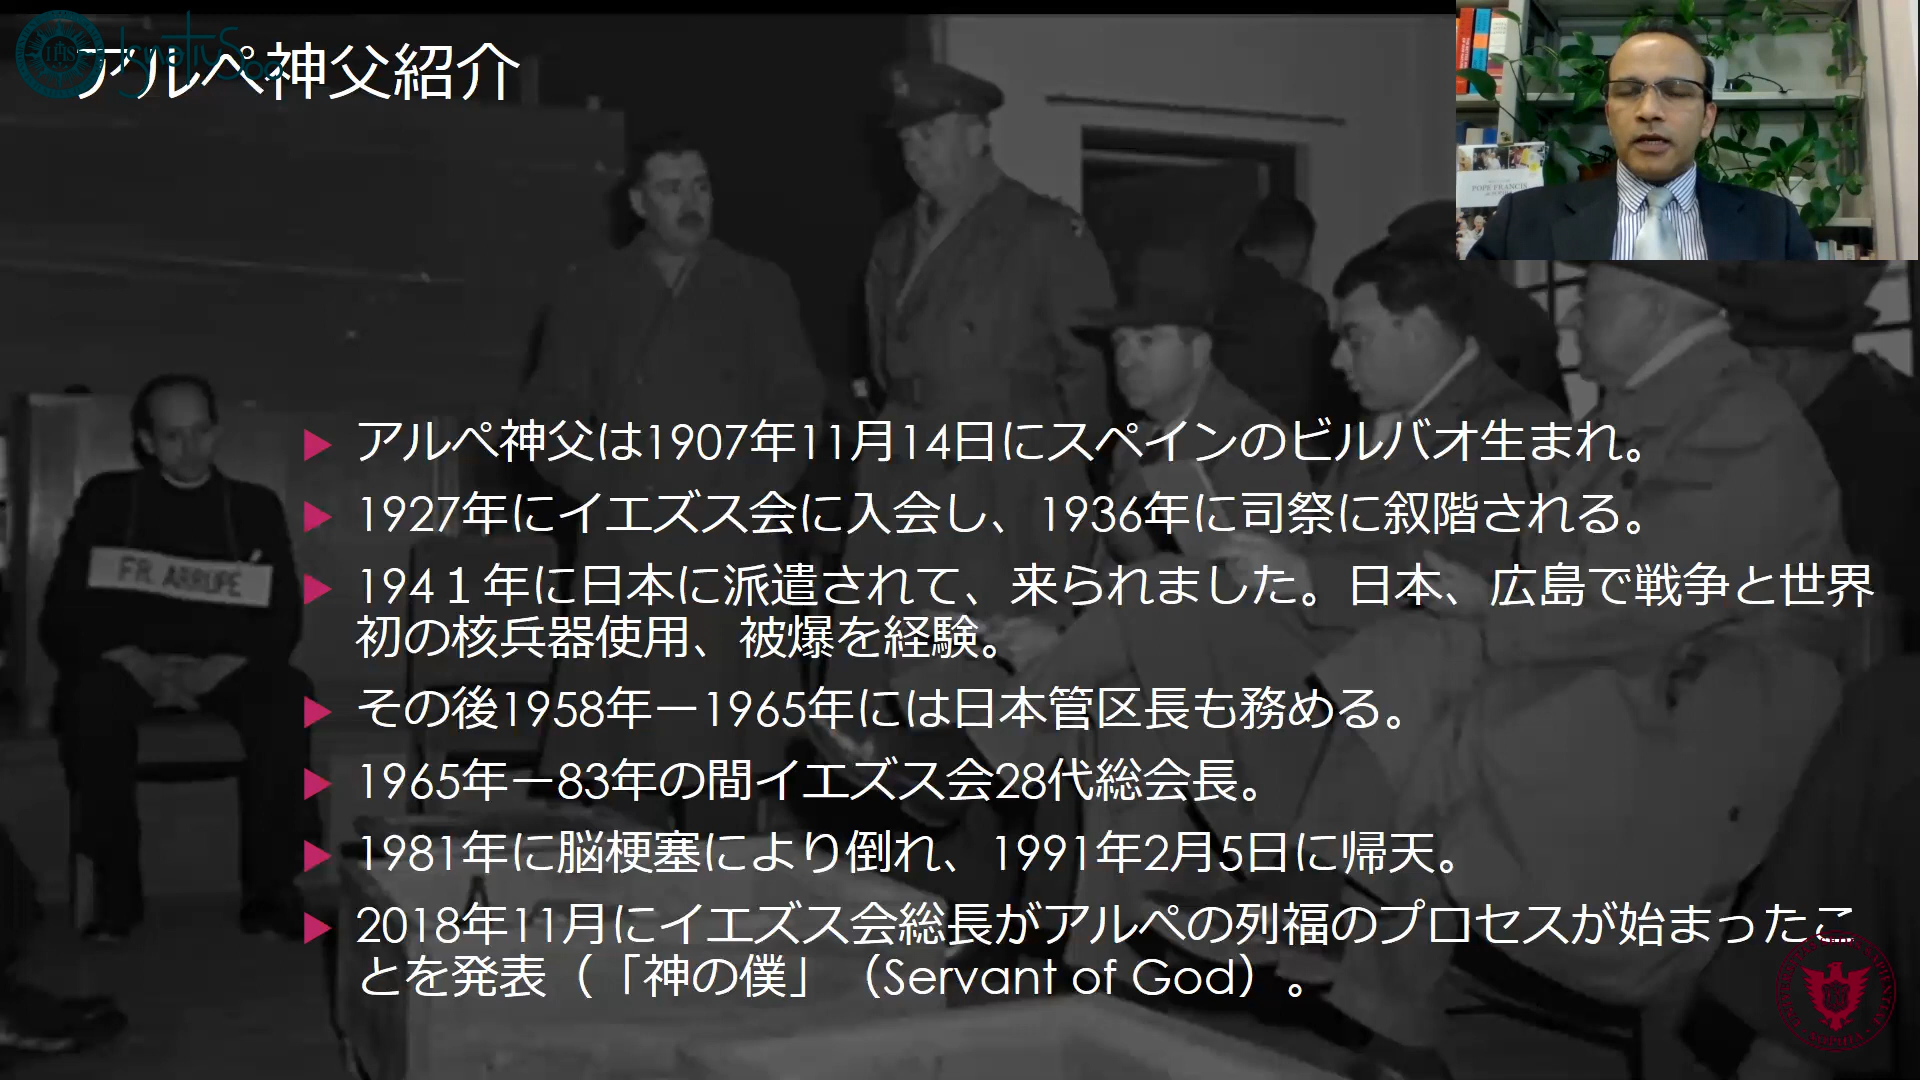 アルペ神父紹介
IHS
Ignatius500
POPE FRANCIS
FR. ARRUPE
アルペ神父は1907年11月14日にスペインのビルバオ生まれ。
1927年にイエズス会に入会し、1936年に司祭に叙階される。
194１年に日本に派遣されて、来られました。日本、広島で戦争と世界
初の核兵器使用、被爆を経験。
その後1958年ー1965年には日本管区長も務める。
1965年ー83年の間イエズス会28代総会長。
1981年に脳梗塞により倒れ、1991年2月5日に帰天。
2018年11月にイエズス会総長がアルペの列福のプロセスが始まったこ
とを発表（「神の僕」（Servant of God）。